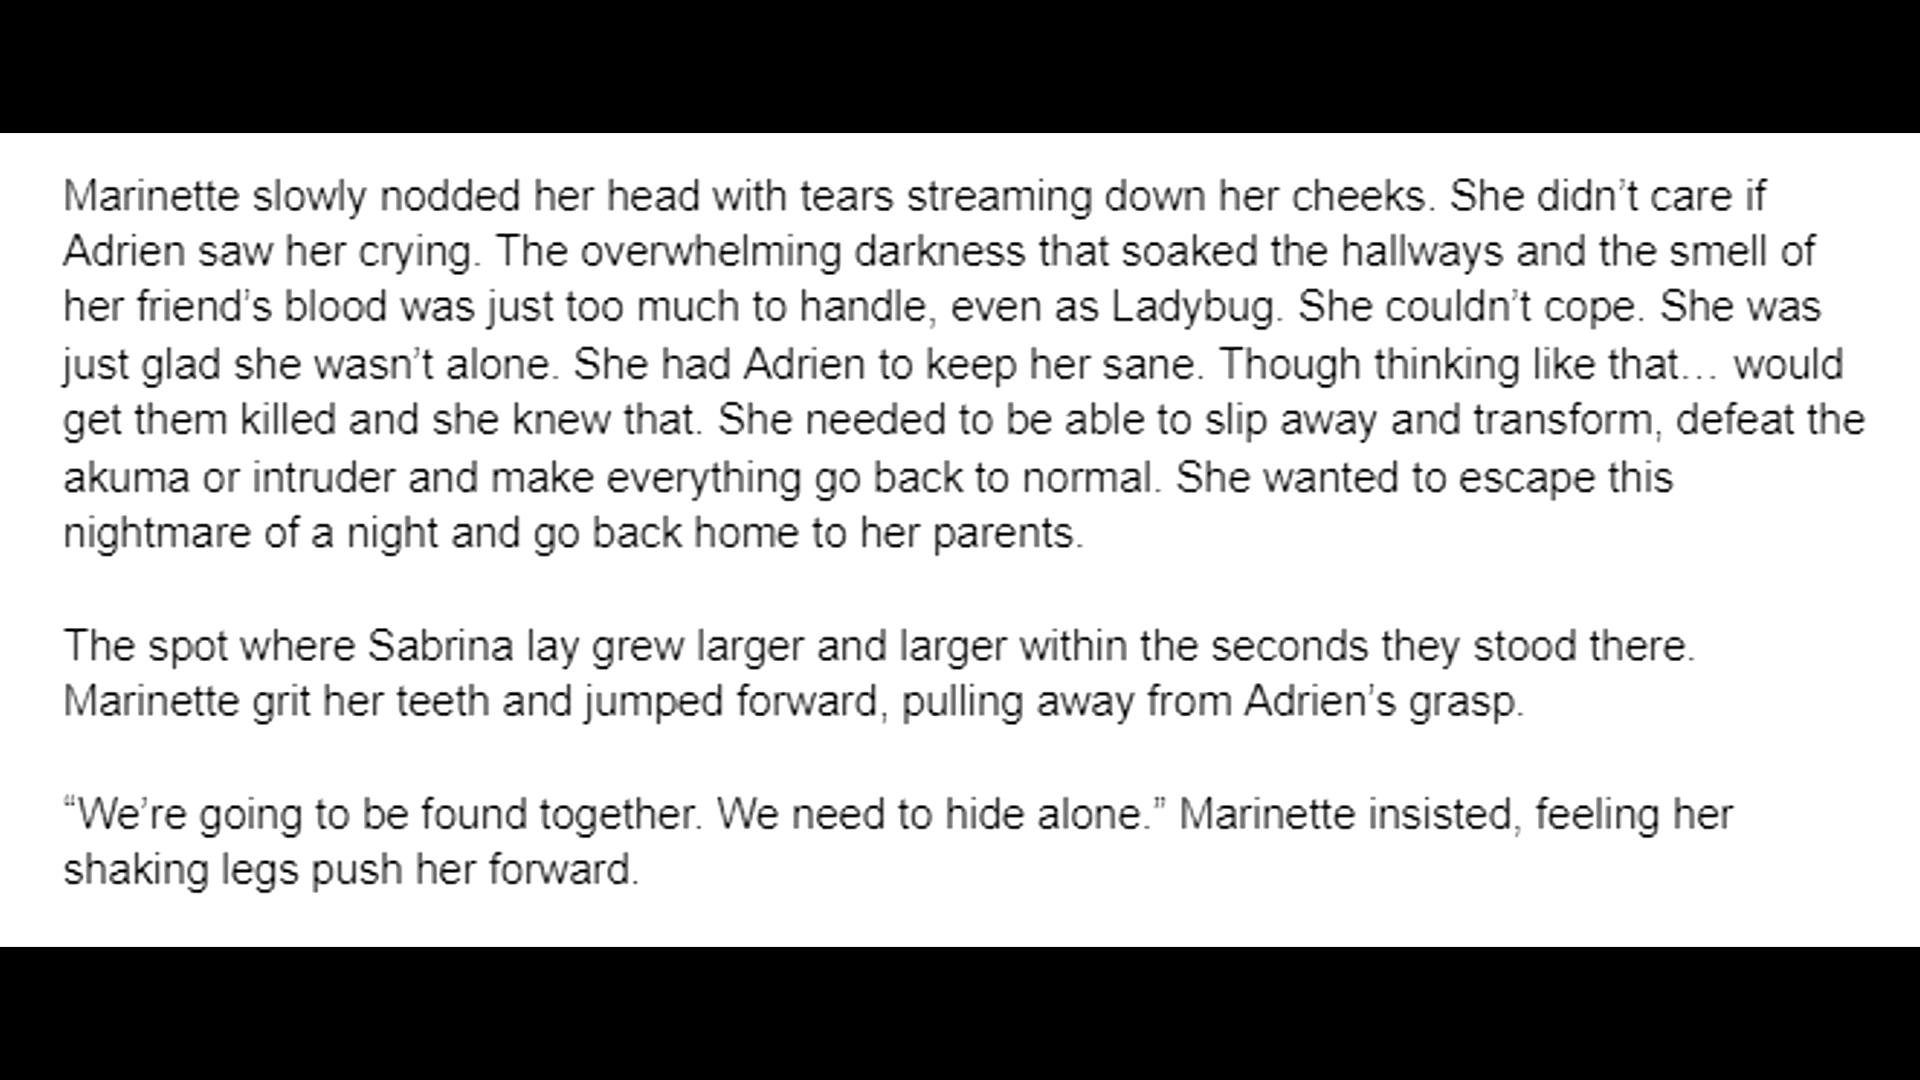 Marinette slowly nodded her head with tears streaming down her cheeks. She didn’t care if
Adrien saw her crying. The overwhelming darkness that soaked the hallways and the smell of
her friend’s blood was just too much to handle, even as Ladybug. She couldn’t cope. She was
just glad she wasn’t alone. She had Adrien to keep her sane. Though thinking like that… would
get them killed and she knew that. She needed to be able to slip away and transform, defeat the
akuma or intruder and make everything go back to normal. She wanted to escape this
nightmare of a night and go back home to her parents.
The spot where Sabrina lay grew larger and larger within the seconds they stood there.
Marinette grit her teeth and jumped forward, pulling away from Adrien’s grasp.
“We’re going to be found together. We need to hide alone.” Marinette insisted, feeling her
shaking legs push her forward.